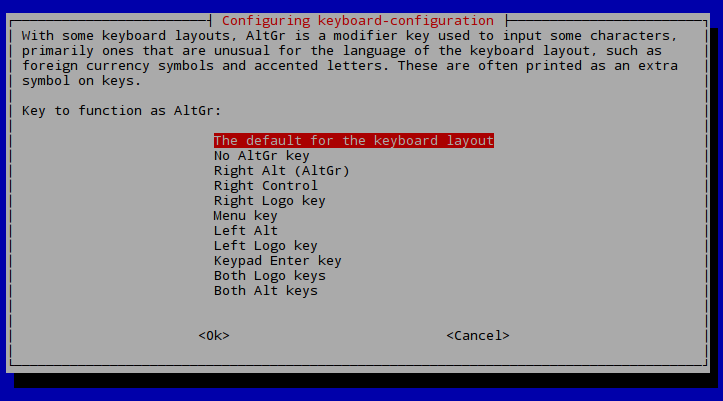 Configuring keyboard-configuration
With some keyboard layouts, AltGr is a modifier key used to input some characters,
primarily ones that are unusual for the language of the keyboard layout, such as
foreign currency symbols and accented letters. These are often printed as an extra
symbol on keys.
Key to function as AltGr:
The default for the keyboard layout
No AltGr key
Right Alt (AltGr)
Right Control
Right Logo key
Menu key
Left Alt
Left Logo key
Keypad Enter key
Both Logo keys
Both Alt keys
<Ok> <Cancel>